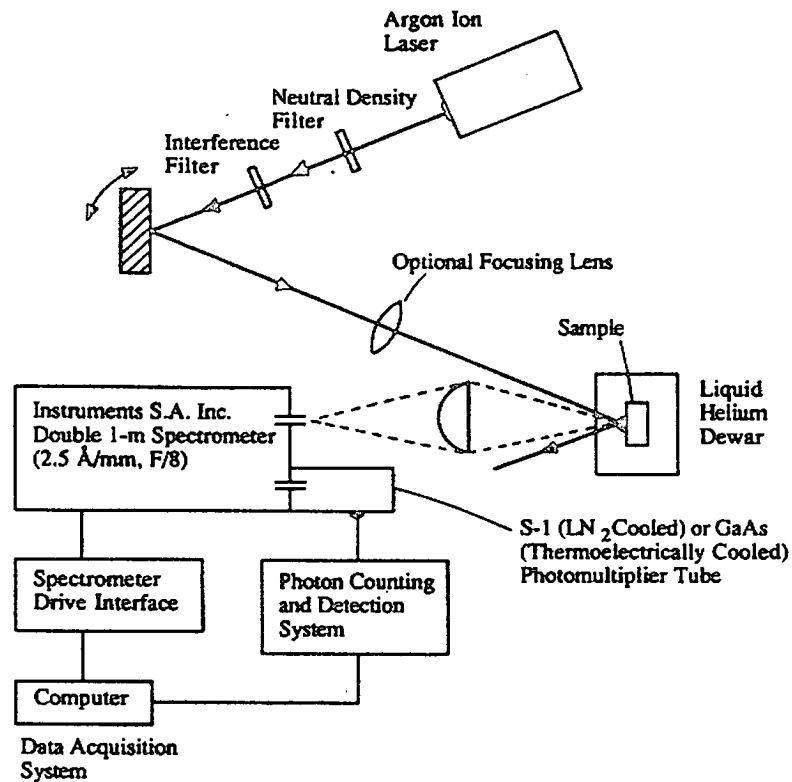 Argon Ion
Laser
Neutral Density
Filter
Interference
Filter
Optional Focusing Lens
Sample
Liquid
Helium
Dewar
Instruments S.A. Inc.
Double 1-m Spectrometer
(2.5 Å/mm, F/8)
S-1 (LN 2 Cooled) or GaAs
(Thermoelectrically Cooled)
Photomultiplier Tube
Spectrometer
Drive Interface
Photon Counting
and Detection
System
Computer
Data Acquisition
System